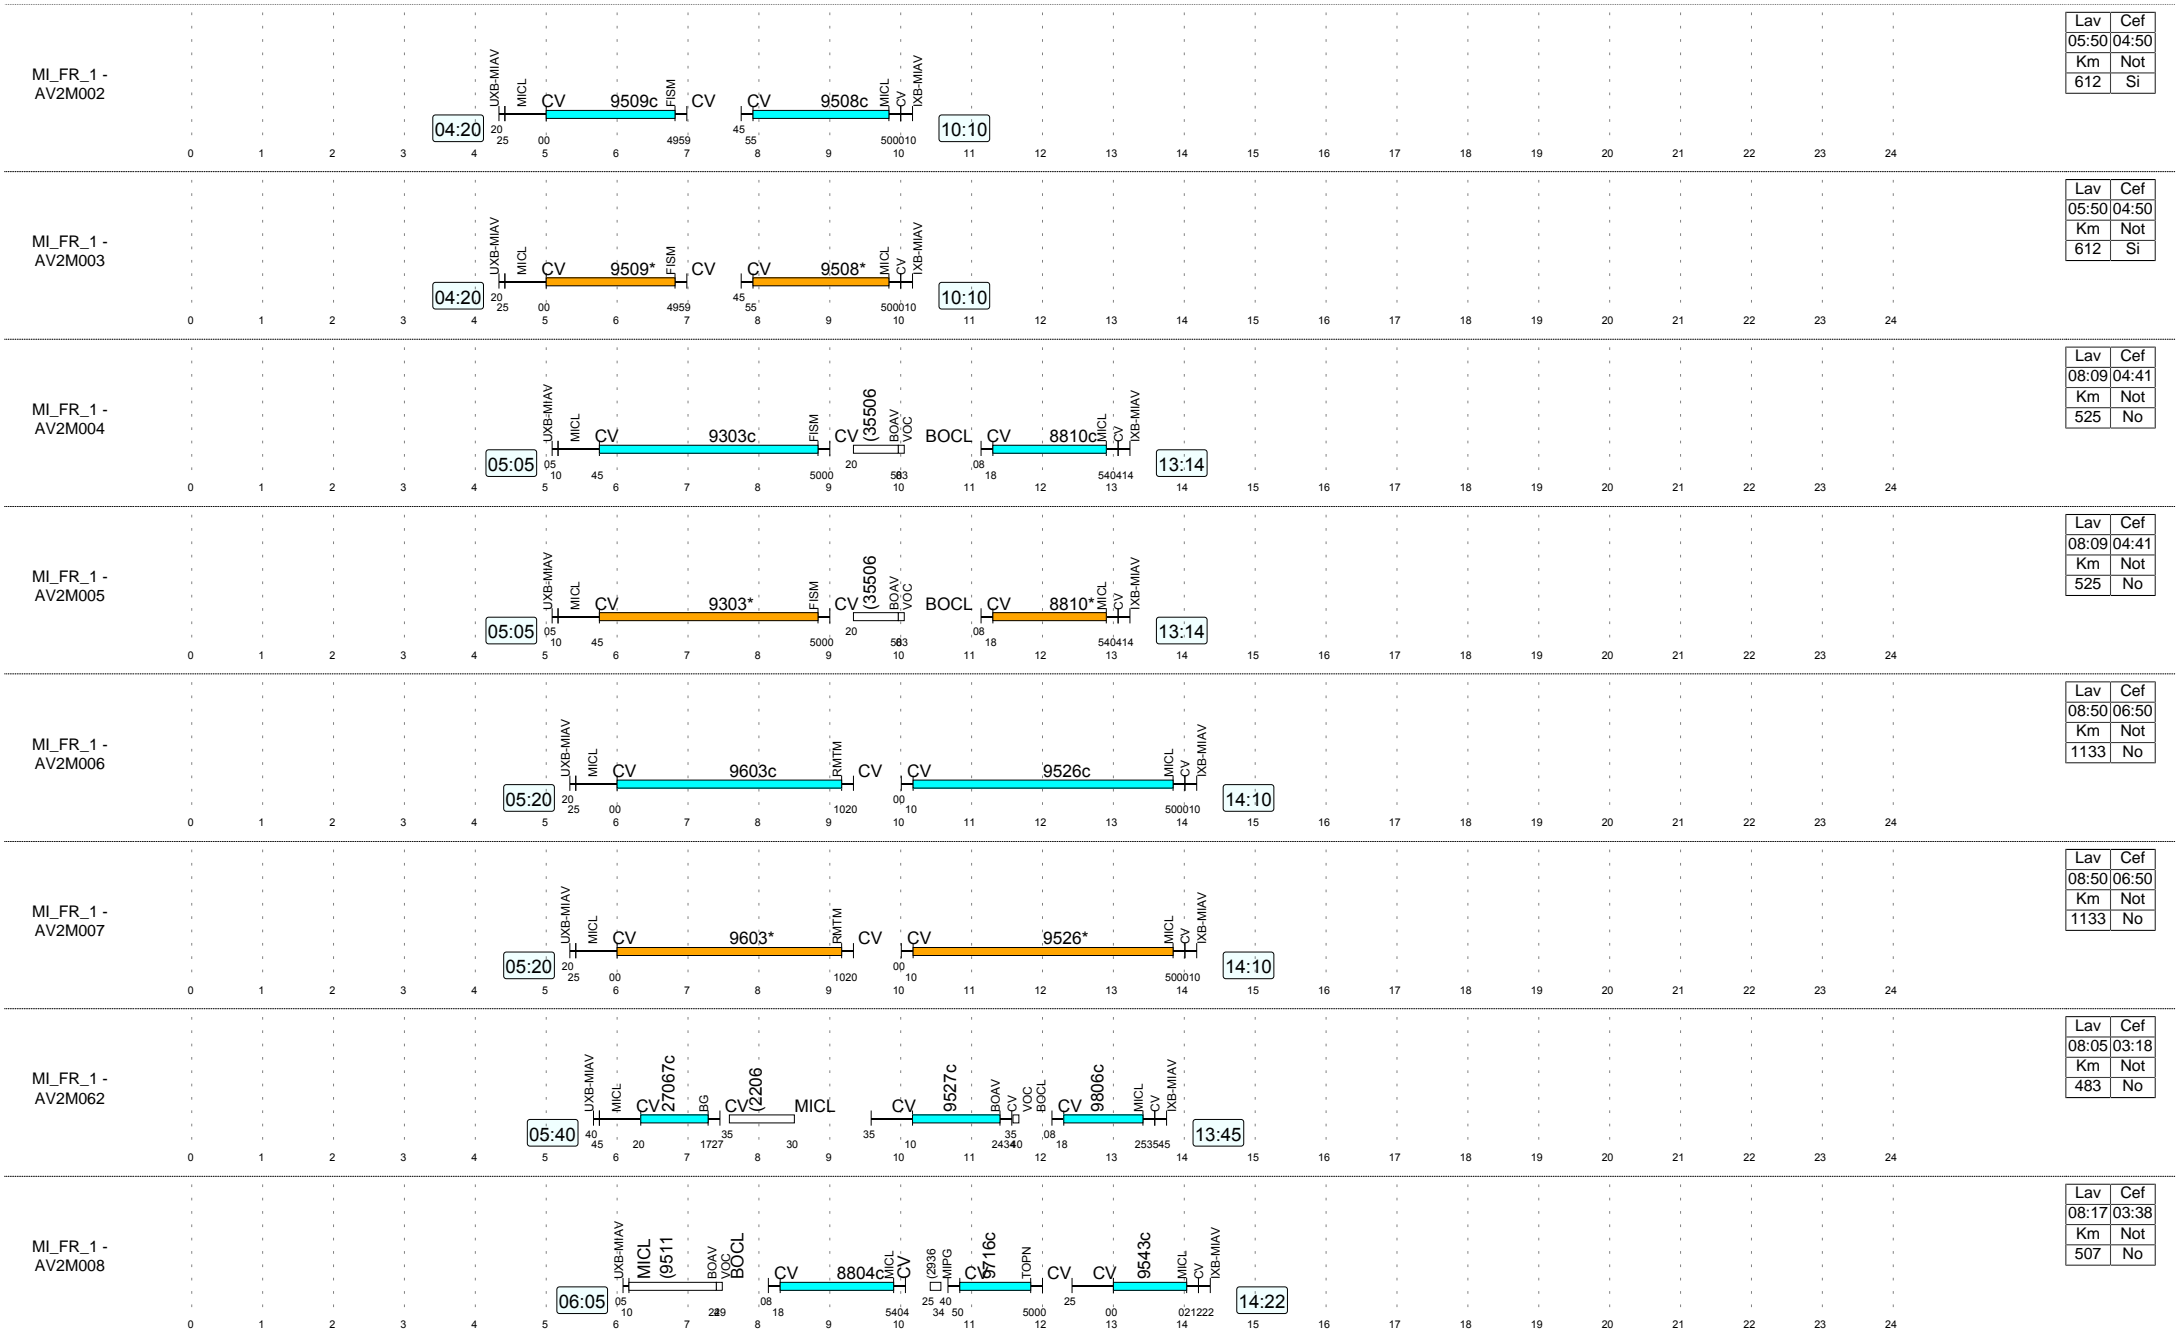 Lav Cef
05:50 04:50
Km Not
612 Si
MI_FR_1 -
AV2M002
UXB-MIAV MICL CV 9509c FISM CV CV 9508c MICL CV IXB-MIAV
04:20 20 25 00 4959 45 55 500010 10:10
0 1 2 3 4 5 6 7 8 9 10 11 12 13 14 15 16 17 18 19 20 21 22 23 24
Lav Cef
05:50 04:50
Km Not
612 Si
MI_FR_1 -
AV2M003
UXB-MIAV MICL CV 9509* FISM CV CV 9508* MICL CV IXB-MIAV
04:20 20 25 00 4959 45 55 500010 10:10
0 1 2 3 4 5 6 7 8 9 10 11 12 13 14 15 16 17 18 19 20 21 22 23 24
Lav Cef
08:09 04:41
Km Not
525 No
MI_FR_1 -
AV2M004
UXB-MIAV MICL CV 9303c FISM CV (35506 BOAV VOC BOCL CV 8810c MICL CV IXB-MIAV
05:05 05 10 45 5000 20 08 18 540414 13:14
0 1 2 3 4 5 6 7 8 9 10 11 12 13 14 15 16 17 18 19 20 21 22 23 24
Lav Cef
08:09 04:41
Km Not
525 No
MI_FR_1 -
AV2M005
UXB-MIAV MICL CV 9303* FISM CV (35506 BOAV VOC BOCL CV 8810* MICL CV IXB-MIAV
05:05 05 10 45 5000 20 08 18 540414 13:14
0 1 2 3 4 5 6 7 8 9 10 11 12 13 14 15 16 17 18 19 20 21 22 23 24
Lav Cef
08:50 06:50
Km Not
1133 No
MI_FR_1 -
AV2M006
UXB-MIAV MICL CV 9603c RMTM CV CV 9526c MICL CV IXB-MIAV
05:20 20 25 00 1020 00 10 500010 14:10
0 1 2 3 4 5 6 7 8 9 10 11 12 13 14 15 16 17 18 19 20 21 22 23 24
Lav Cef
08:50 06:50
Km Not
1133 No
MI_FR_1 -
AV2M007
UXB-MIAV MICL CV 9603* RMTM CV CV 9526* MICL CV IXB-MIAV
05:20 20 25 00 1020 00 10 500010 14:10
0 1 2 3 4 5 6 7 8 9 10 11 12 13 14 15 16 17 18 19 20 21 22 23 24
Lav Cef
08:05 03:18
Km Not
483 No
MI_FR_1 -
AV2M062
UXB-MIAV MICL CV 27067c BG CV (2206 MICL CV 9527c BOAV CV VOC BOCL CV 9806c MICL CV IXB-MIAV
05:40 40 45 20 1727 35 30 35 10 35 08 18 253545 13:45
0 1 2 3 4 5 6 7 8 9 10 11 12 13 14 15 16 17 18 19 20 21 22 23 24
Lav Cef
08:17 03:38
Km Not
507 No
MI_FR_1 -
AV2M008
UXB-MIAV MICL (9511 BOAV VOC BOCL CV 8804c MICL CV (2936 MIPG CV 9716c TOPN CV CV 9543c MICL CV IXB-MIAV
06:05 05 10 08 18 5404 25 34 40 50 5000 25 00 021222 14:22
0 1 2 3 4 5 6 7 8 9 10 11 12 13 14 15 16 17 18 19 20 21 22 23 24